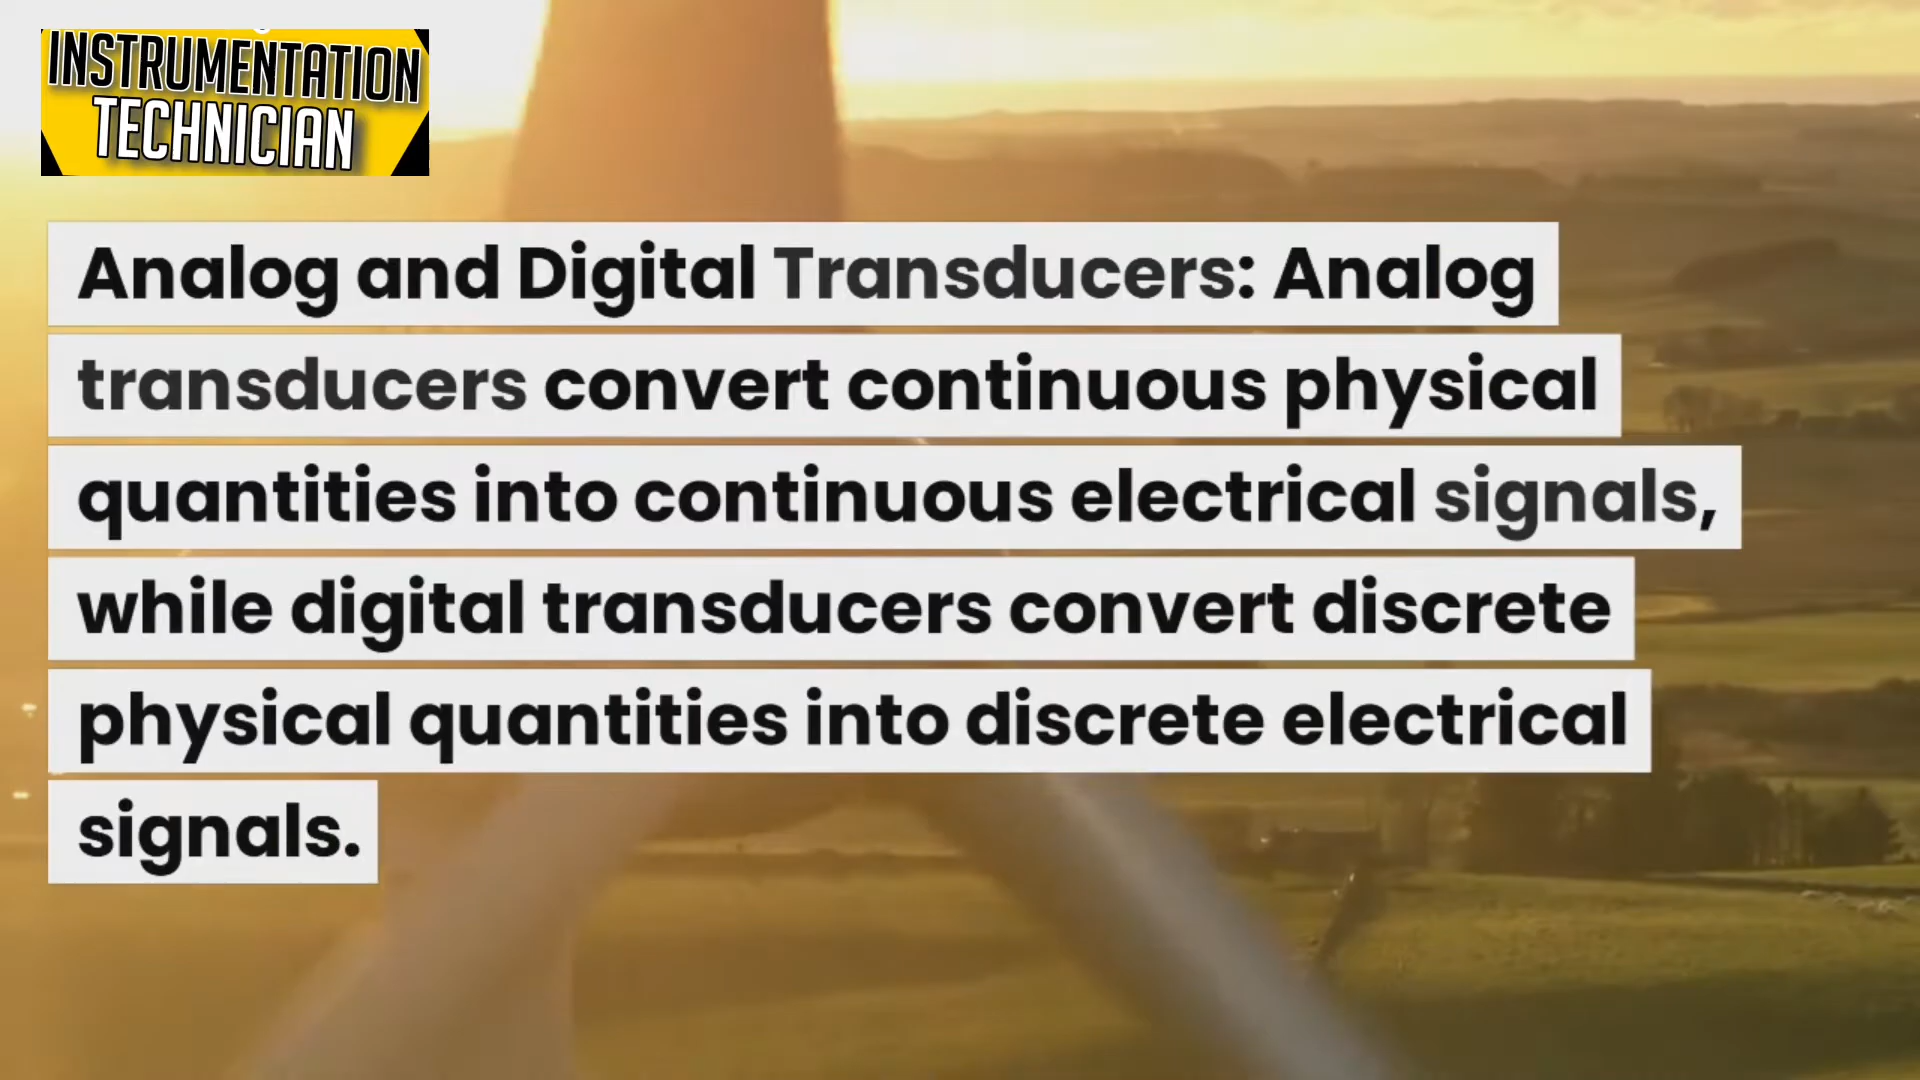 INSTRUMENTATION
TECHNICIAN
Analog and Digital Transducers: Analog
transducers convert continuous physical
quantities into continuous electrical signals,
while digital transducers convert discrete
physical quantities into discrete electrical
signals.